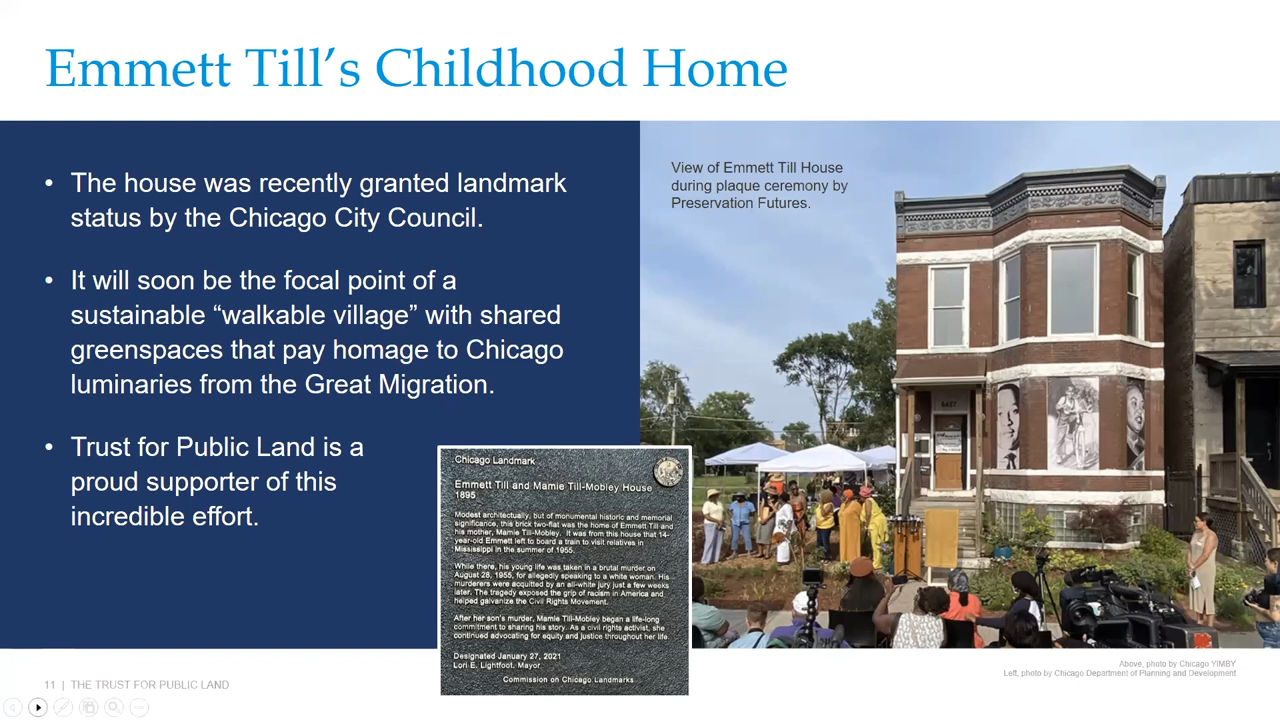 Emmett Till’s Childhood Home
• The house was recently granted landmark
status by the Chicago City Council.
• It will soon be the focal point of a
sustainable “walkable village” with shared
greenspaces that pay homage to Chicago
luminaries from the Great Migration.
• Trust for Public Land is a
proud supporter of this
incredible effort.
View of Emmett Till House
during plaque ceremony by
Preservation Futures.
Chicago Landmark
Emmett Till and Mamie Till-Mobley House
1895
Modest architecturally, but of monumental historic and memorial
significance, this brick two-flat was the home of Emmett Till and
his mother, Mamie Till-Mobley. It was from this house that 14-
year-old Emmett left to board a train to visit relatives in
Mississippi in the summer of 1955.
While there, his young life was taken in a brutal murder on
August 28, 1955, for allegedly speaking to a white woman. His
murderers were acquitted by an all-white jury just a few weeks
later. The tragedy exposed the grip of racism in America and
helped galvanize the Civil Rights Movement.
After her son's murder, Mamie Till-Mobley began a life-long
commitment to sharing his story. As a civil rights activist, she
continued advocating for equity and justice throughout her life.
Designated January 27, 2021
Lori E. Lightfoot, Mayor
Commission on Chicago Landmarks
Above, photo by Chicago YIMBY
Left, photo by Chicago Department of Planning and Development
11 | THE TRUST FOR PUBLIC LAND